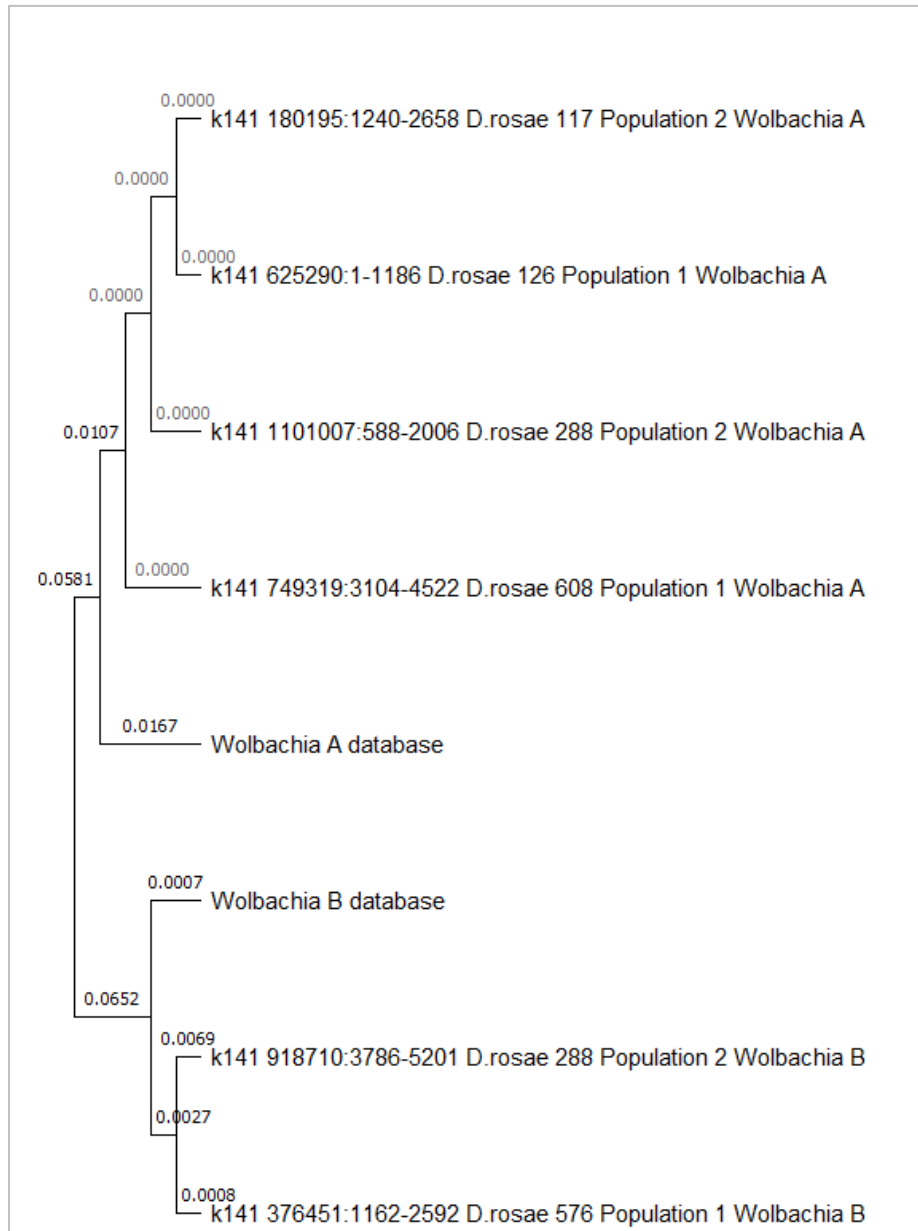 0.0000
k141 180195:1240-2658 D.rosae 117 Population 2 Wolbachia A
0.0000
0.0000
k141 625290:1-1186 D.rosae 126 Population 1 Wolbachia A
0.0000
0.0000
k141 1101007:588-2006 D.rosae 288 Population 2 Wolbachia A
0.0107
0.0000
k141 749319:3104-4522 D.rosae 608 Population 1 Wolbachia A
0.0581
0.0167
Wolbachia A database
0.0007
Wolbachia B database
0.0652
0.0069
k141 918710:3786-5201 D.rosae 288 Population 2 Wolbachia B
0.0027
0.0008
k141 376451:1162-2592 D.rosae 576 Population 1 Wolbachia B